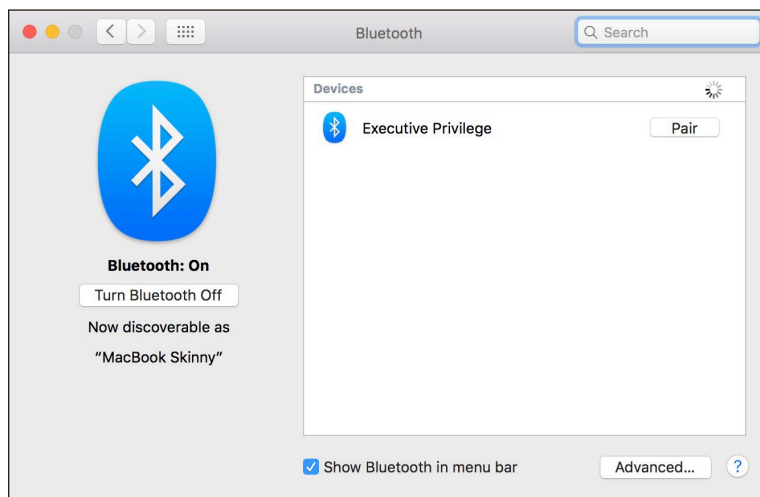 Bluetooth
Search
Devices
Executive Privilege
Pair
Bluetooth: On
Turn Bluetooth Off
Now discoverable as
“MacBook Skinny”
Show Bluetooth in menu bar
Advanced...
?